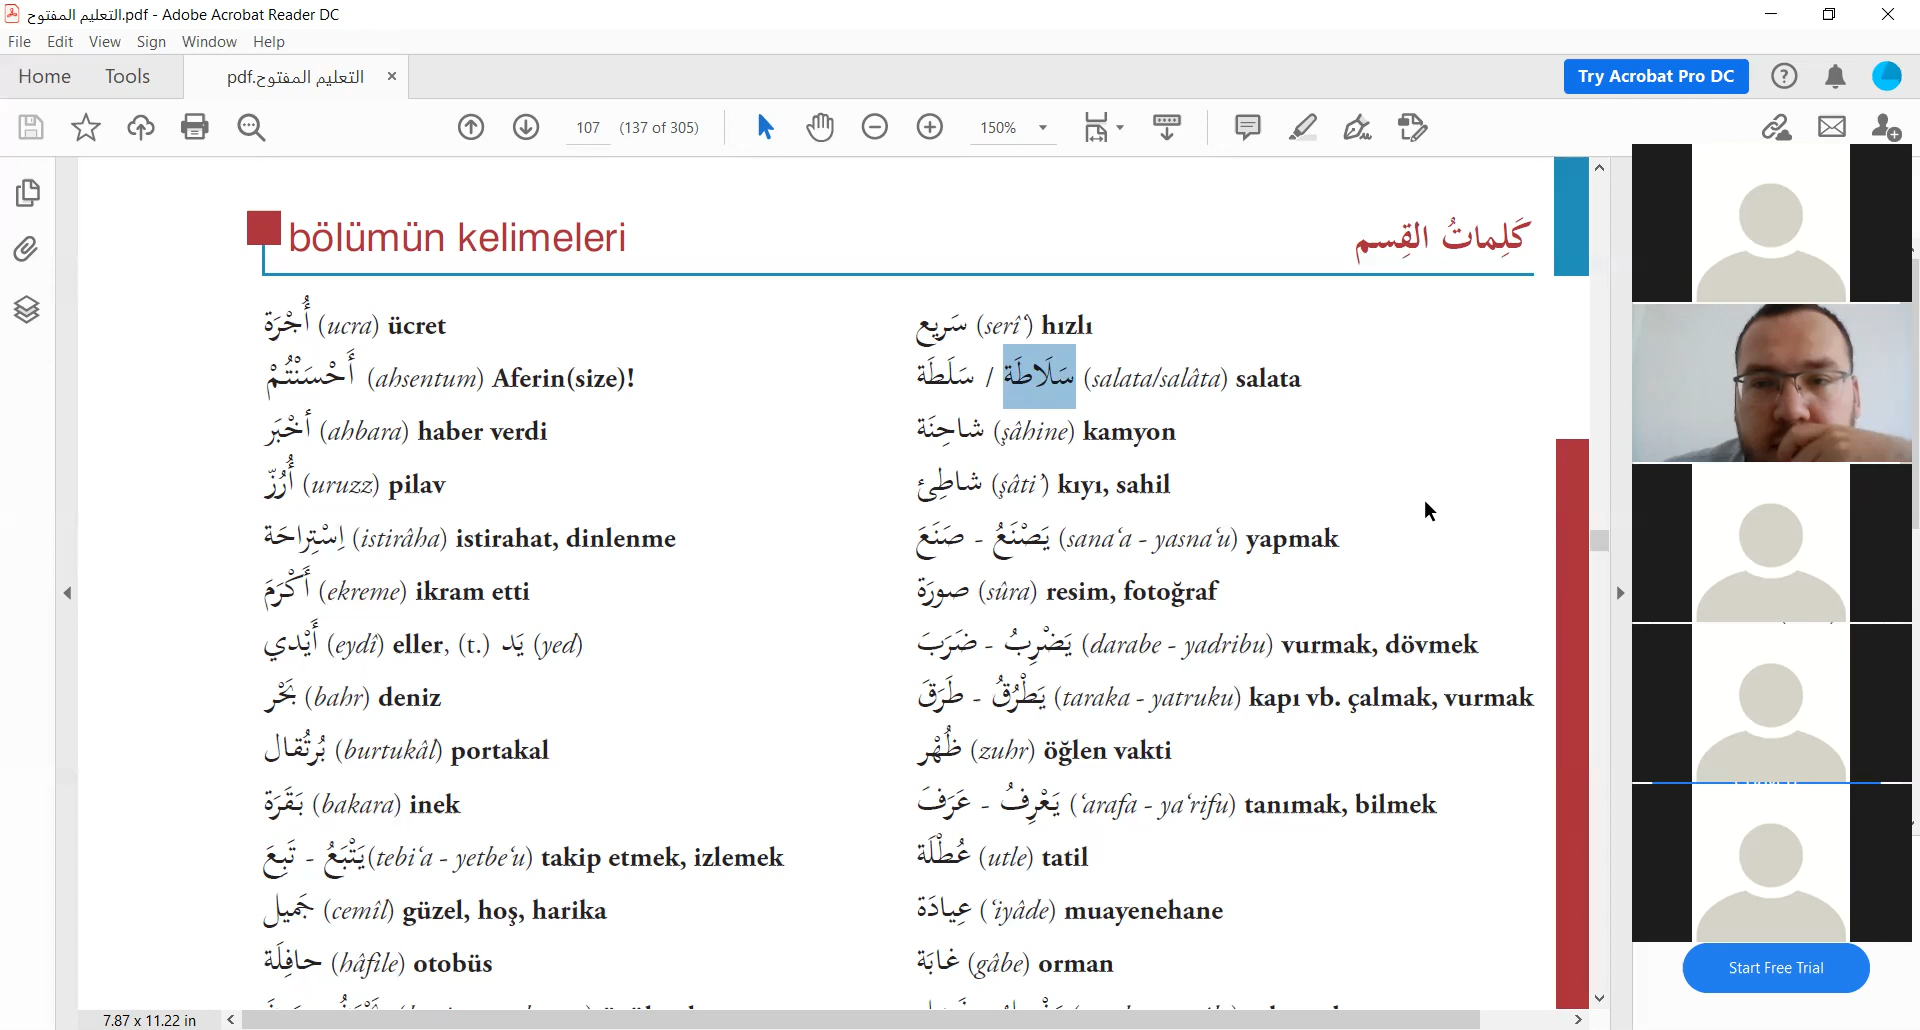 التعليم المفتوح.pdf - Adobe Acrobat Reader DC
File Edit View Sign Window Help
Home Tools التعليم المفتوح.pdf × Try Acrobat Pro DC
107 (137 of 305) 150%
bölümün kelimeleri كَلِماتُ القِسم
أُجْرَة (ucra) ücret
أَحْسَنْتُمْ (ahsentum) Aferin(size)!
أخْبَر (ahbara) haber verdi
أُرُزّ (uruzz) pilav
اِسْتِراحَة (istirâha) istirahat, dinlenme
أَكْرَمَ (ekreme) ikram etti
أَيْدي (eydî) eller, (t.) يَد (yed)
بَحْر (bahr) deniz
بُرتُقال (burtukâl) portakal
بَقَرَة (bakara) inek
تَبِعَ - يَتْبَعُ (tebi‘a - yetbe‘u) takip etmek, izlemek
جَميل (cemîl) güzel, hoş, harika
حافِلَة (hâfile) otobüs
سَريع (serî‘) hızlı
سَلَطَة / سَلَاطَة (salata/salâta) salata
شاحِنَة (şâhine) kamyon
شاطِئ (şâti’) kıyı, sahil
صَنَعَ - يَصْنَعُ (sana‘a - yasna‘u) yapmak
صورَة (sûra) resim, fotoğraf
ضَرَبَ - يَضْرِبُ (darabe - yadribu) vurmak, dövmek
طَرَقَ - يَطْرُقُ (taraka - yatruku) kapı vb. çalmak, vurmak
ظُهْر (zuhr) öğlen vakti
عَرَفَ - يَعْرِفُ (‘arafa - ya‘rifu) tanımak, bilmek
عُطْلَة (utle) tatil
عِيادَة (‘iyâde) muayenehane
غابَة (gâbe) orman
7.87 x 11.22 in
Start Free Trial